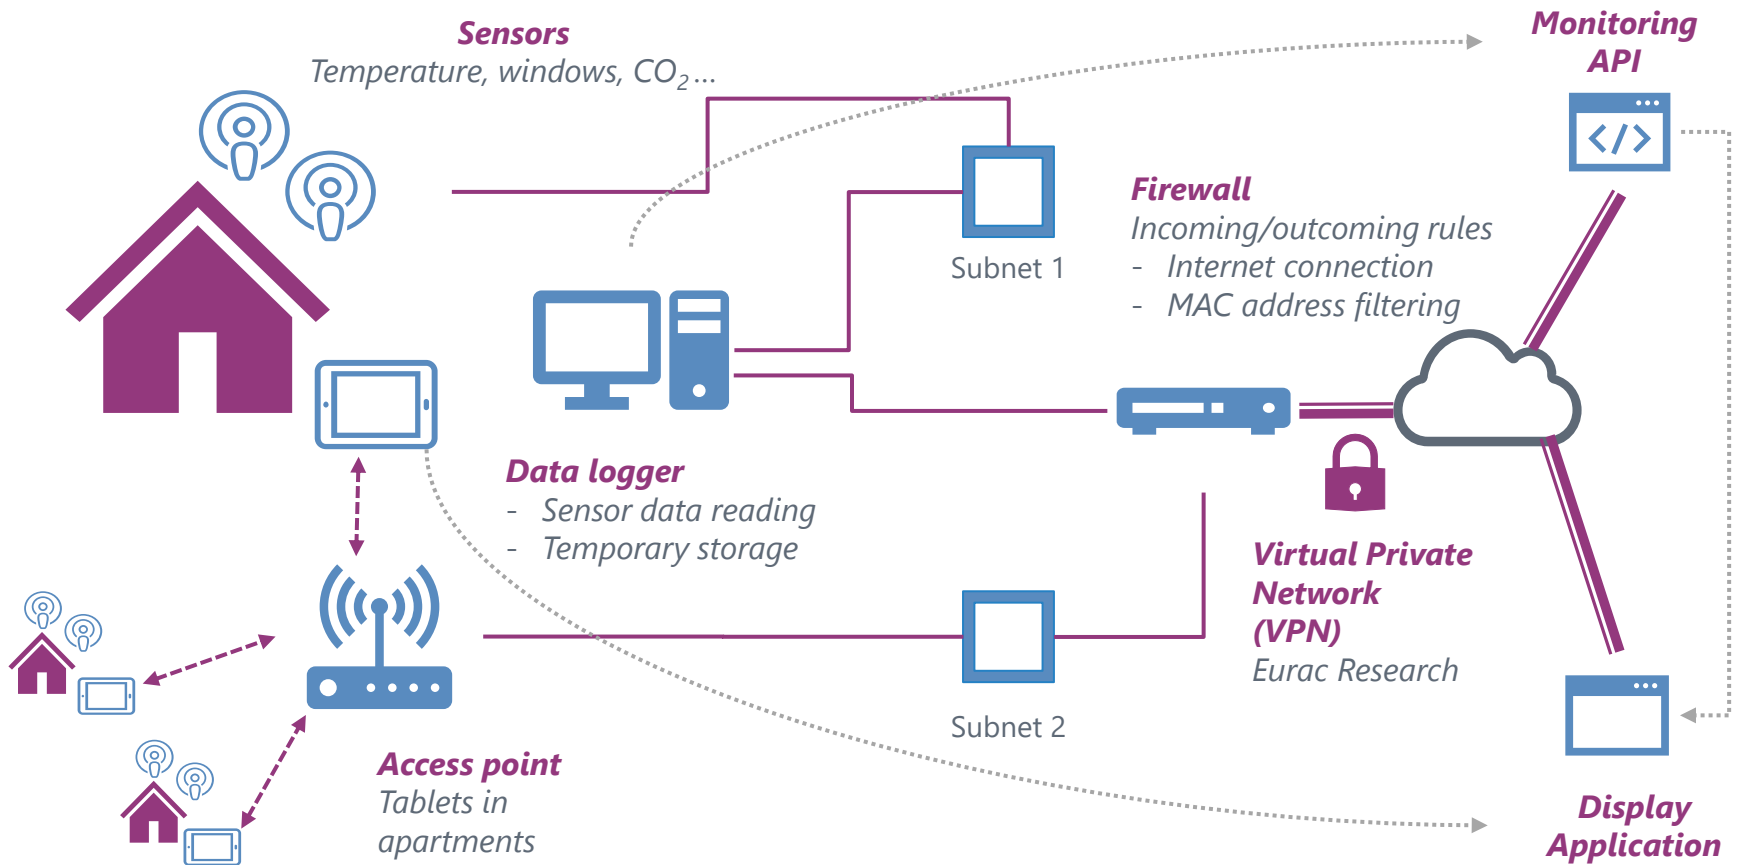 Sensors
Temperature, windows, CO₂ ...
Monitoring
API
</>
Subnet 1
Firewall
Incoming/outcoming rules
- Internet connection
- MAC address filtering
Data logger
- Sensor data reading
- Temporary storage
Virtual Private
Network
(VPN)
Eurac Research
Subnet 2
Access point
Tablets in
apartments
Display
Application